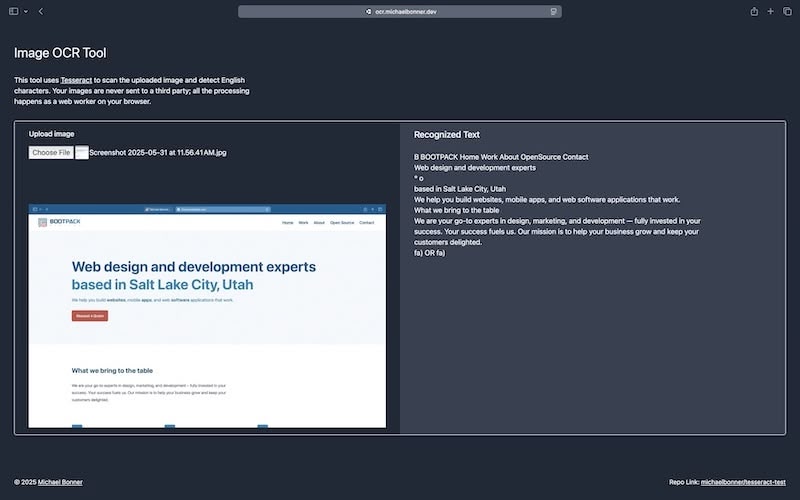 ocr.michaelbonner.dev
Image OCR Tool
This tool uses Tesseract to scan the uploaded image and detect English
characters. Your images are never sent to a third party; all the processing
happens as a web worker on your browser.
Upload image
Choose File Screenshot 2025-05-31 at 11.56.41 AM.jpg
BOOTPACK
Home Work About Open Source Contact
Web design and development experts
based in Salt Lake City, Utah
We help you build websites, mobile apps, and web software applications that work.
Request a Quote
What we bring to the table
We are your go-to experts in design, marketing, and development – fully invested in your
success. Your success fuels us. Our mission is to help your business grow and keep your
customers delighted.
Recognized Text
B BOOTPACK Home Work About OpenSource Contact
Web design and development experts
° o
based in Salt Lake City, Utah
We help you build websites, mobile apps, and web software applications that work.
What we bring to the table
We are your go-to experts in design, marketing, and development — fully invested in your
success. Your success fuels us. Our mission is to help your business grow and keep your
customers delighted.
fa) OR fa)
© 2025 Michael Bonner
Repo Link: michaelbonner/tesseract-test